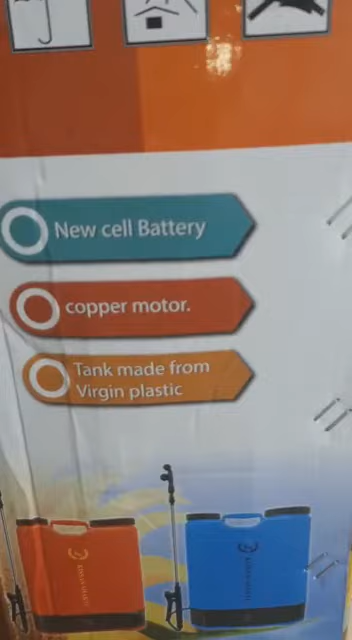 New cell Battery
copper motor.
Tank made from
Virgin plastic